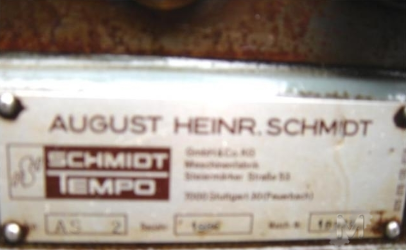 AUGUST HEINR. SCHMIDT
SCHMIDT
TEMPO
GmbH & Co. KG
Maschinenfabrik
Steiermärker Straße 53
7000 Stuttgart 30 (Feuerbach)
AS 2